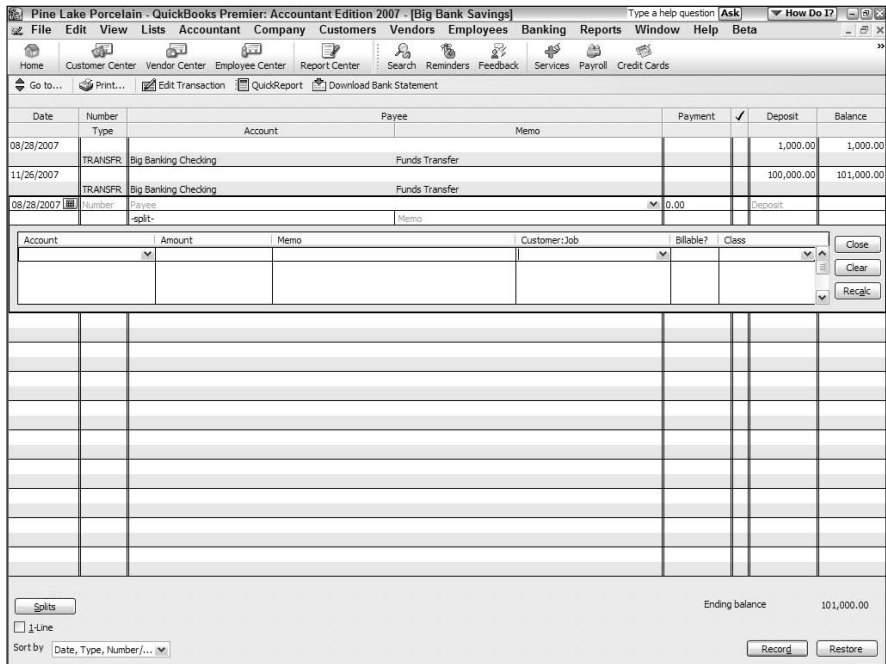 Pine Lake Porcelain - QuickBooks Premier: Accountant Edition 2007 - [Big Bank Savings] Type a help question Ask How Do I?
File Edit View Lists Accountant Company Customers Vendors Employees Banking Reports Window Help Beta
Home Customer Center Vendor Center Employee Center Report Center Search Reminders Feedback Services Payroll Credit Cards
Go to... Print... Edit Transaction QuickReport Download Bank Statement
Date Number Payee Payment ✓ Deposit Balance
Type Account Memo
08/28/2007 1,000.00 1,000.00
TRANSFR Big Banking Checking Funds Transfer
11/26/2007 100,000.00 101,000.00
TRANSFR Big Banking Checking Funds Transfer
08/28/2007 Number Payee 0.00 Deposit
-split- Memo
Account Amount Memo Customer:Job Billable? Class Close
Clear
Recalc
Splits Ending balance 101,000.00
1-Line
Sort by Date, Type, Number/... Record Restore